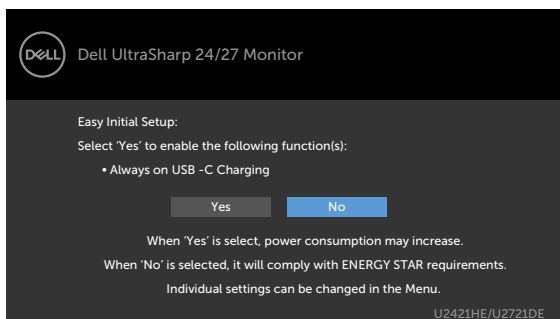 DELL
Dell UltraSharp 24/27 Monitor
Easy Initial Setup:
Select ‘Yes’ to enable the following function(s):
• Always on USB -C Charging
Yes No
When ‘Yes’ is select, power consumption may increase.
When ‘No’ is selected, it will comply with ENERGY STAR requirements.
Individual settings can be changed in the Menu.
U2421HE/U2721DE